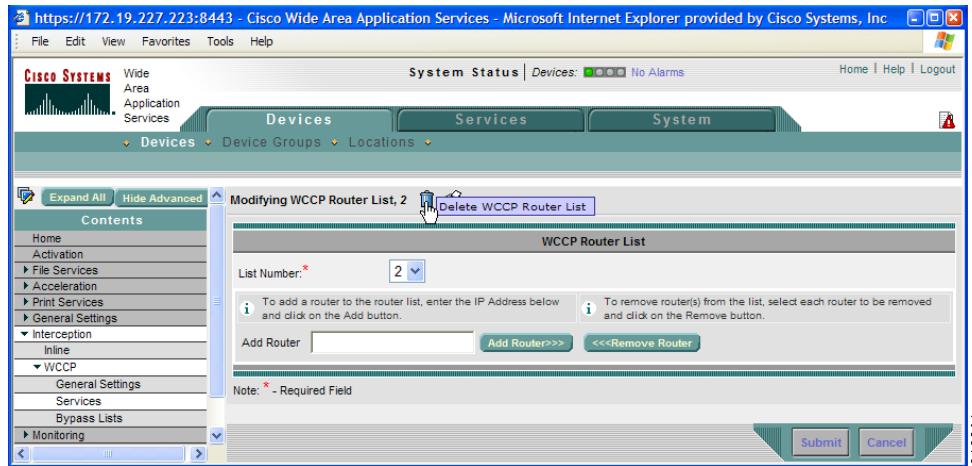 https://172.19.227.223:8443 - Cisco Wide Area Application Services - Microsoft Internet Explorer provided by Cisco Systems, Inc
File Edit View Favorites Tools Help
CISCO SYSTEMS
Wide
Area
Application
Services
System Status Devices: No Alarms
Home | Help | Logout
Devices Services System
Devices Device Groups Locations
Expand All Hide Advanced
Contents
Home
Activation
File Services
Acceleration
Print Services
General Settings
Interception
Inline
WCCP
General Settings
Services
Bypass Lists
Monitoring
Modifying WCCP Router List, 2
Delete WCCP Router List
WCCP Router List
List Number:* 2
To add a router to the router list, enter the IP Address below
and click on the Add button.
To remove router(s) from the list, select each router to be removed
and click on the Remove button.
Add Router Add Router>>> <<<Remove Router
Note: * - Required Field
Submit Cancel